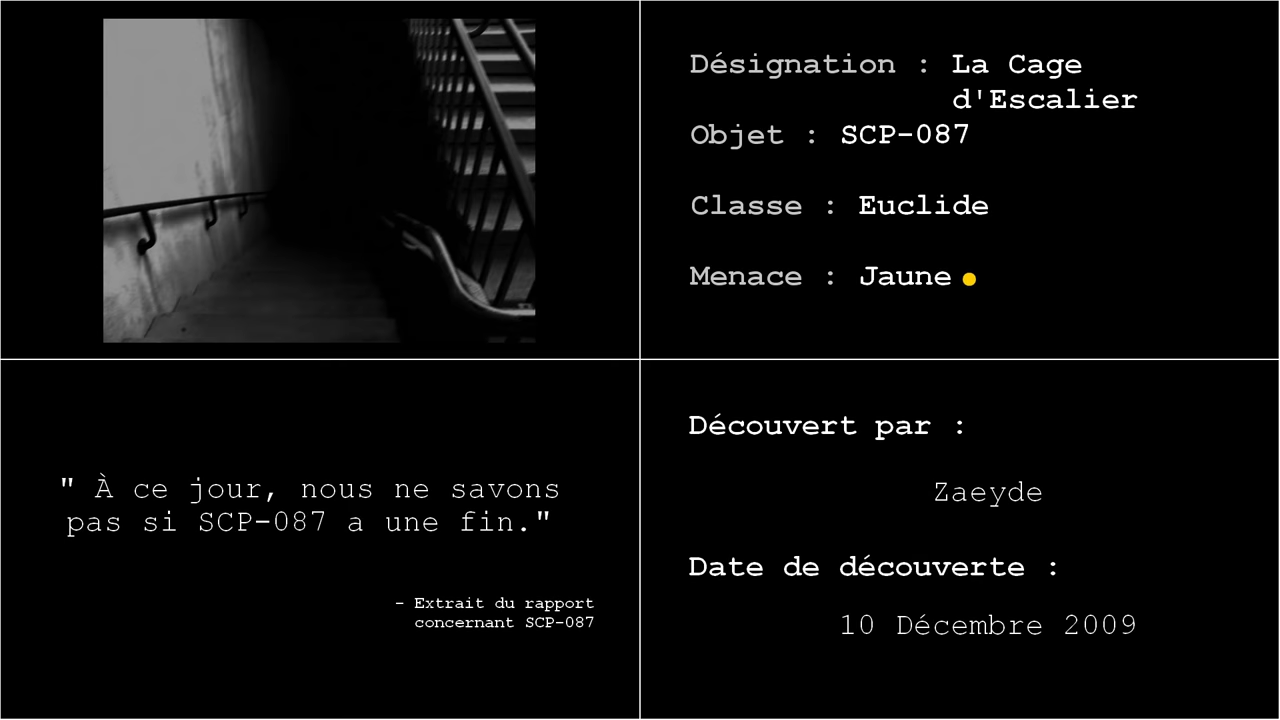 Désignation : La Cage
d'Escalier
Objet : SCP-087
Classe : Euclide
Menace : Jaune
" À ce jour, nous ne savons
pas si SCP-087 a une fin."
- Extrait du rapport
concernant SCP-087
Découvert par :
Zaeyde
Date de découverte :
10 Décembre 2009